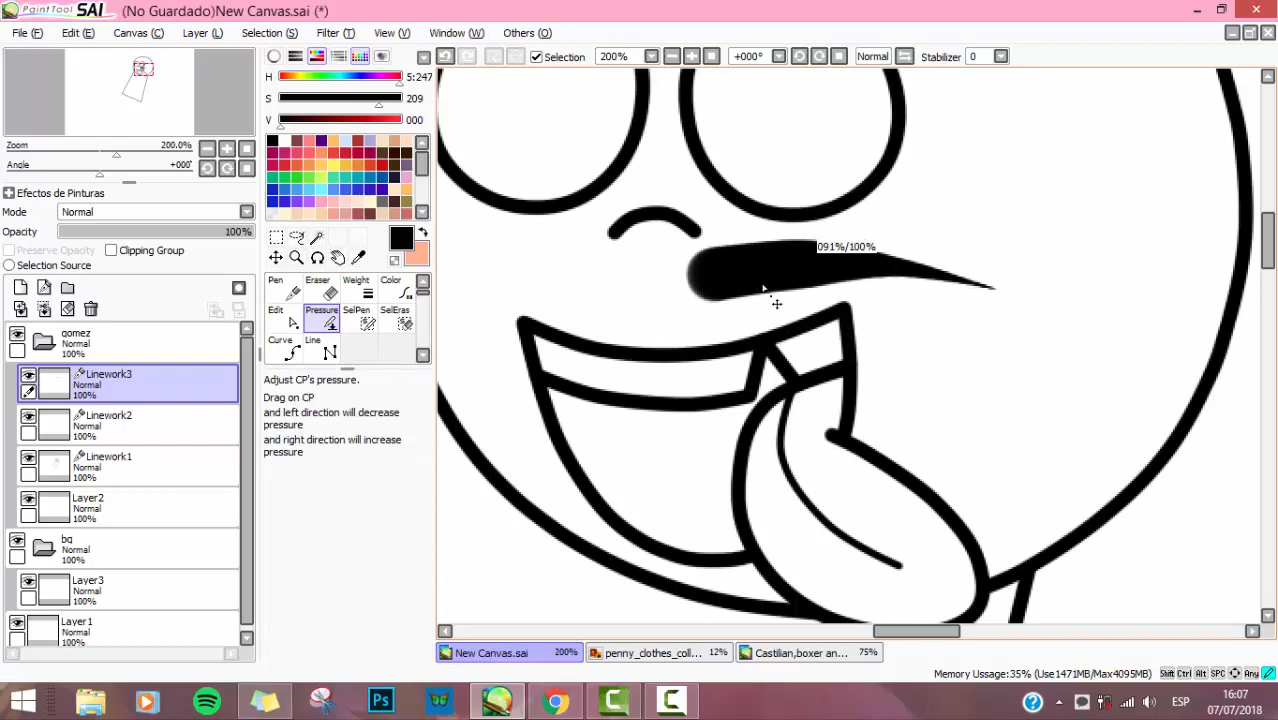 PaintTool SAI (No Guardado)New Canvas.sai (*)
File (F) Edit (E) Canvas (C) Layer (L) Selection (S) Filter (T) View (V) Window (W) Others (O)
Selection 200% +000° Normal Stabilizer 0
H 5:247
S 209
V 000
Zoom 200.0%
Angle +000°
Efectos de Pinturas
Mode Normal
Opacity 100%
Preserve Opacity Clipping Group
Selection Source
Pen Eraser Weight Color
Edit Pressure SelPen SelEras
Curve Line
Adjust CP's pressure.
Drag on CP
and left direction will decrease
pressure
and right direction will increase
pressure
gomez
100%
Linework3
Normal
100%
Linework2
Normal
100%
Linework1
Normal
100%
Layer2
Normal
100%
bg
Normal
100%
Layer3
Normal
100%
Layer1
Normal
100%
091%/100%
New Canvas.sai 200% penny_clothes_coll... 12% Castilian,boxer an... 75%
Memory Usage:35% (Use1471MB/Max4095MB) Shift Ctrl Alt SPC Any
Ps ESP 16:07
07/07/2018